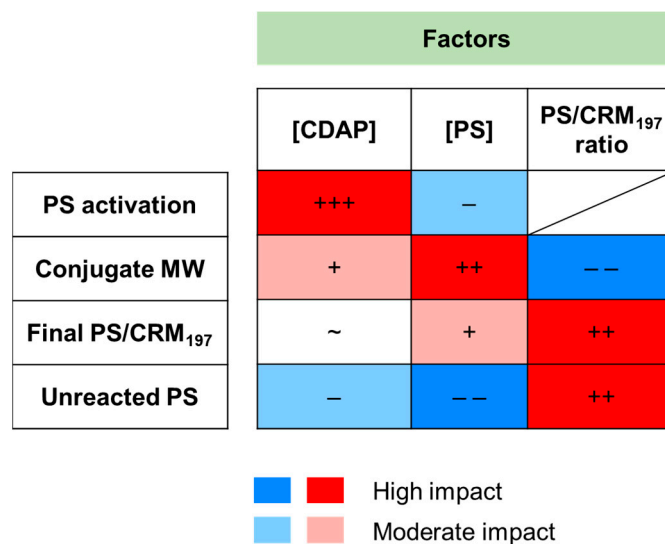 Factors
[CDAP] [PS] PS/CRM₁₉₇
ratio
PS activation +++ –
Conjugate MW + ++ – –
Final PS/CRM₁₉₇ ~ + ++
Unreacted PS – – – ++
High impact
Moderate impact